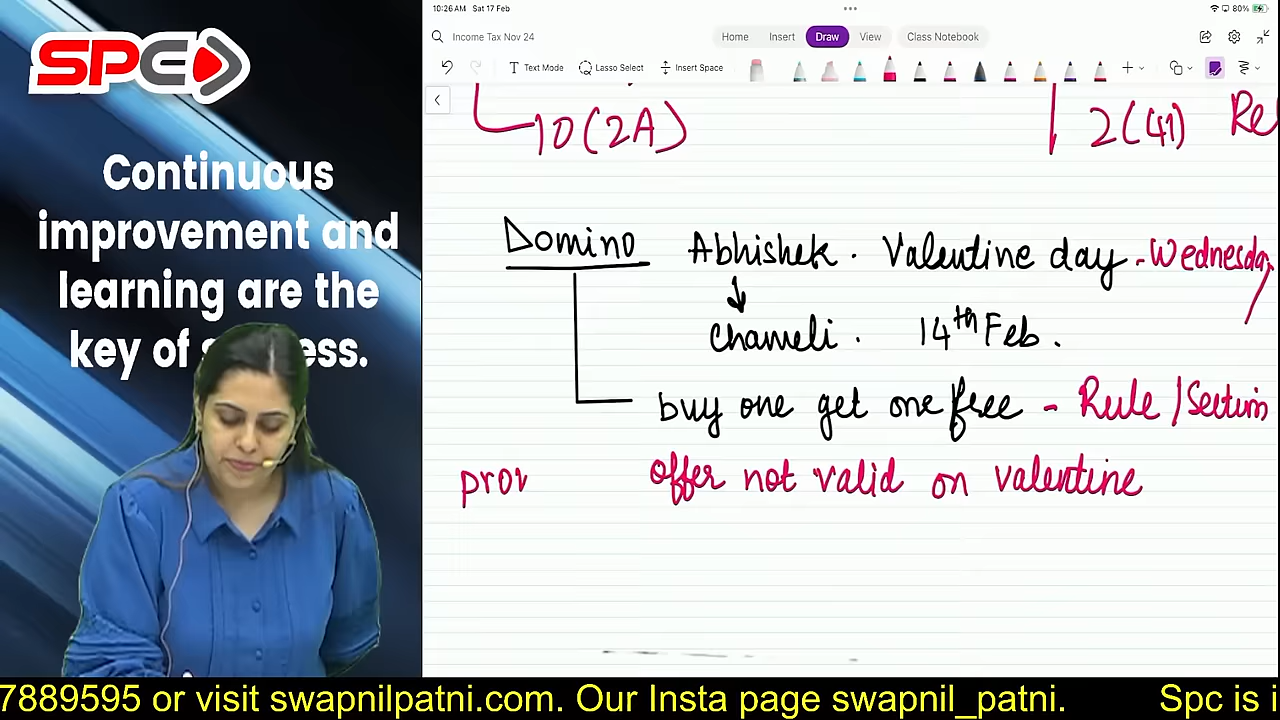 SPC
Continuous
improvement and
learning are the
key of
10:26 AM Sat 17 Feb
80%
Income Tax Nov 24
Home Insert Draw View Class Notebook
Text Mode Lasso Select Insert Space
10(2A)
2(41) Re
Domino Abhishek. Valentine day - Wednesday
Chameli. 14th Feb.
buy one get one free - Rule / Section
prov offer not valid on valentine
7889595 or visit swapnilpatni.com. Our Insta page swapnil_patni. Spc is i